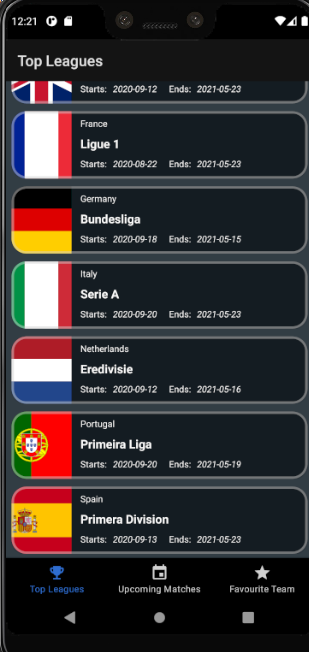 12:21
Top Leagues
Starts: 2020-09-12 Ends: 2021-05-23
France
Ligue 1
Starts: 2020-08-22 Ends: 2021-05-23
Germany
Bundesliga
Starts: 2020-09-18 Ends: 2021-05-15
Italy
Serie A
Starts: 2020-09-20 Ends: 2021-05-23
Netherlands
Eredivisie
Starts: 2020-09-12 Ends: 2021-05-16
Portugal
Primeira Liga
Starts: 2020-09-20 Ends: 2021-05-19
Spain
Primera Division
Starts: 2020-09-13 Ends: 2021-05-23
Top Leagues Upcoming Matches Favourite Team